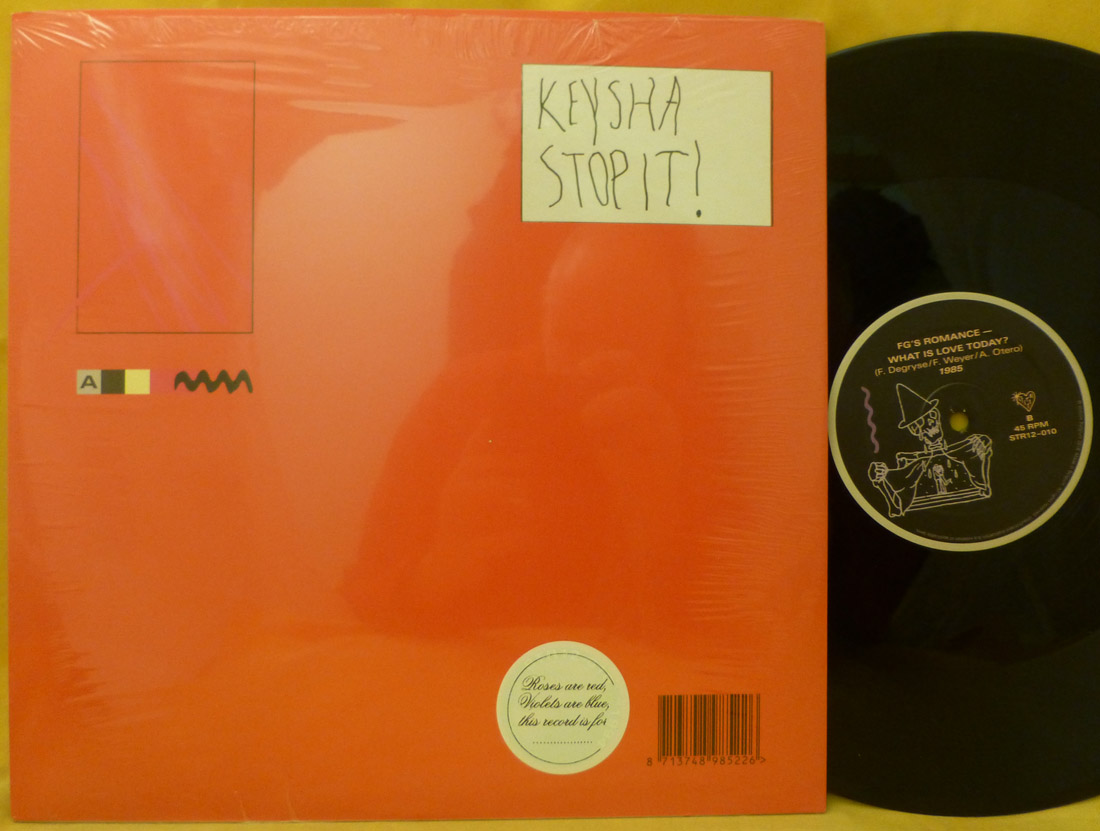 KEYSHA
STOP IT!
A
Roses are red,
Violets are blue,
this record is for
....................
8 713748 985226 >
FG'S ROMANCE —
WHAT IS LOVE TODAY?
(F. Degryse/F. Weyer/A. Otero)
1985
B
45 RPM
STR12-010